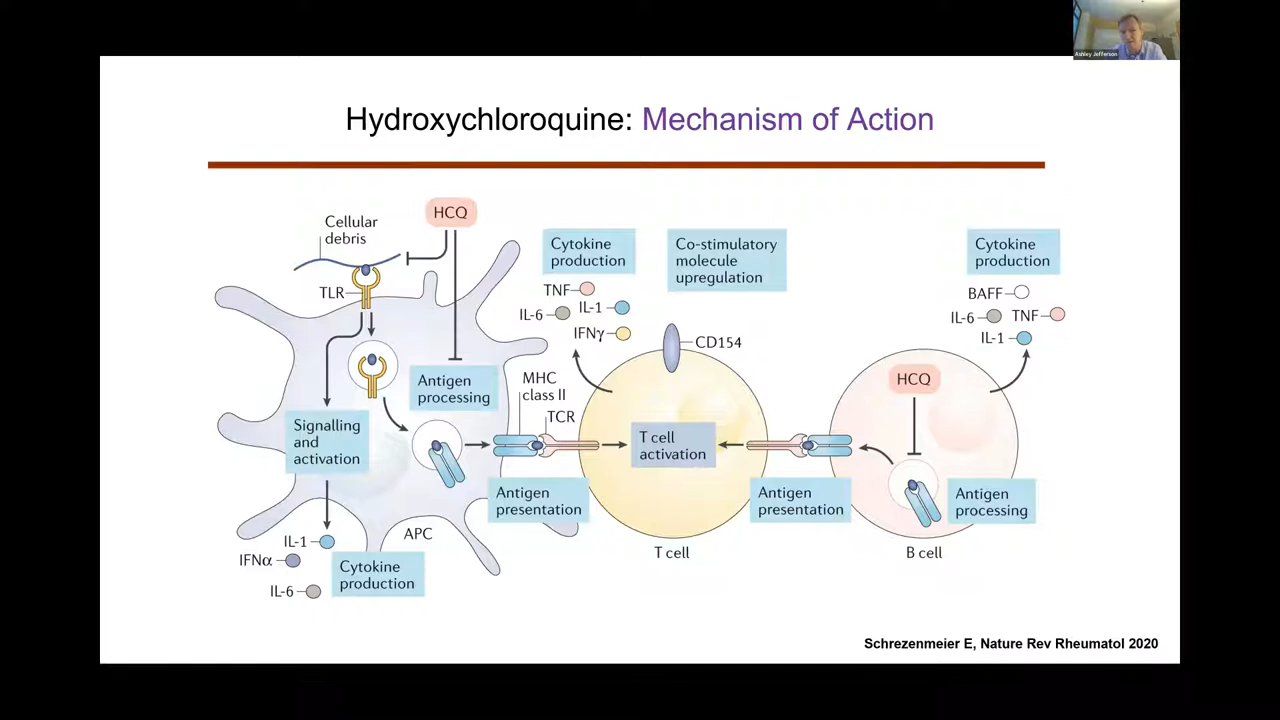 Ashley Jefferson
Hydroxychloroquine: Mechanism of Action
Cellular
debris
HCQ
TLR
Antigen
processing
Signalling
and
activation
IL-1
IFNα
IL-6
Cytokine
production
APC
MHC
class II
TCR
Antigen
presentation
Cytokine
production
TNF
IL-1
IL-6
IFNγ
Co-stimulatory
molecule
upregulation
CD154
T cell
activation
T cell
Antigen
presentation
Cytokine
production
BAFF
IL-6
TNF
IL-1
HCQ
Antigen
processing
B cell
Schrezenmeier E, Nature Rev Rheumatol 2020